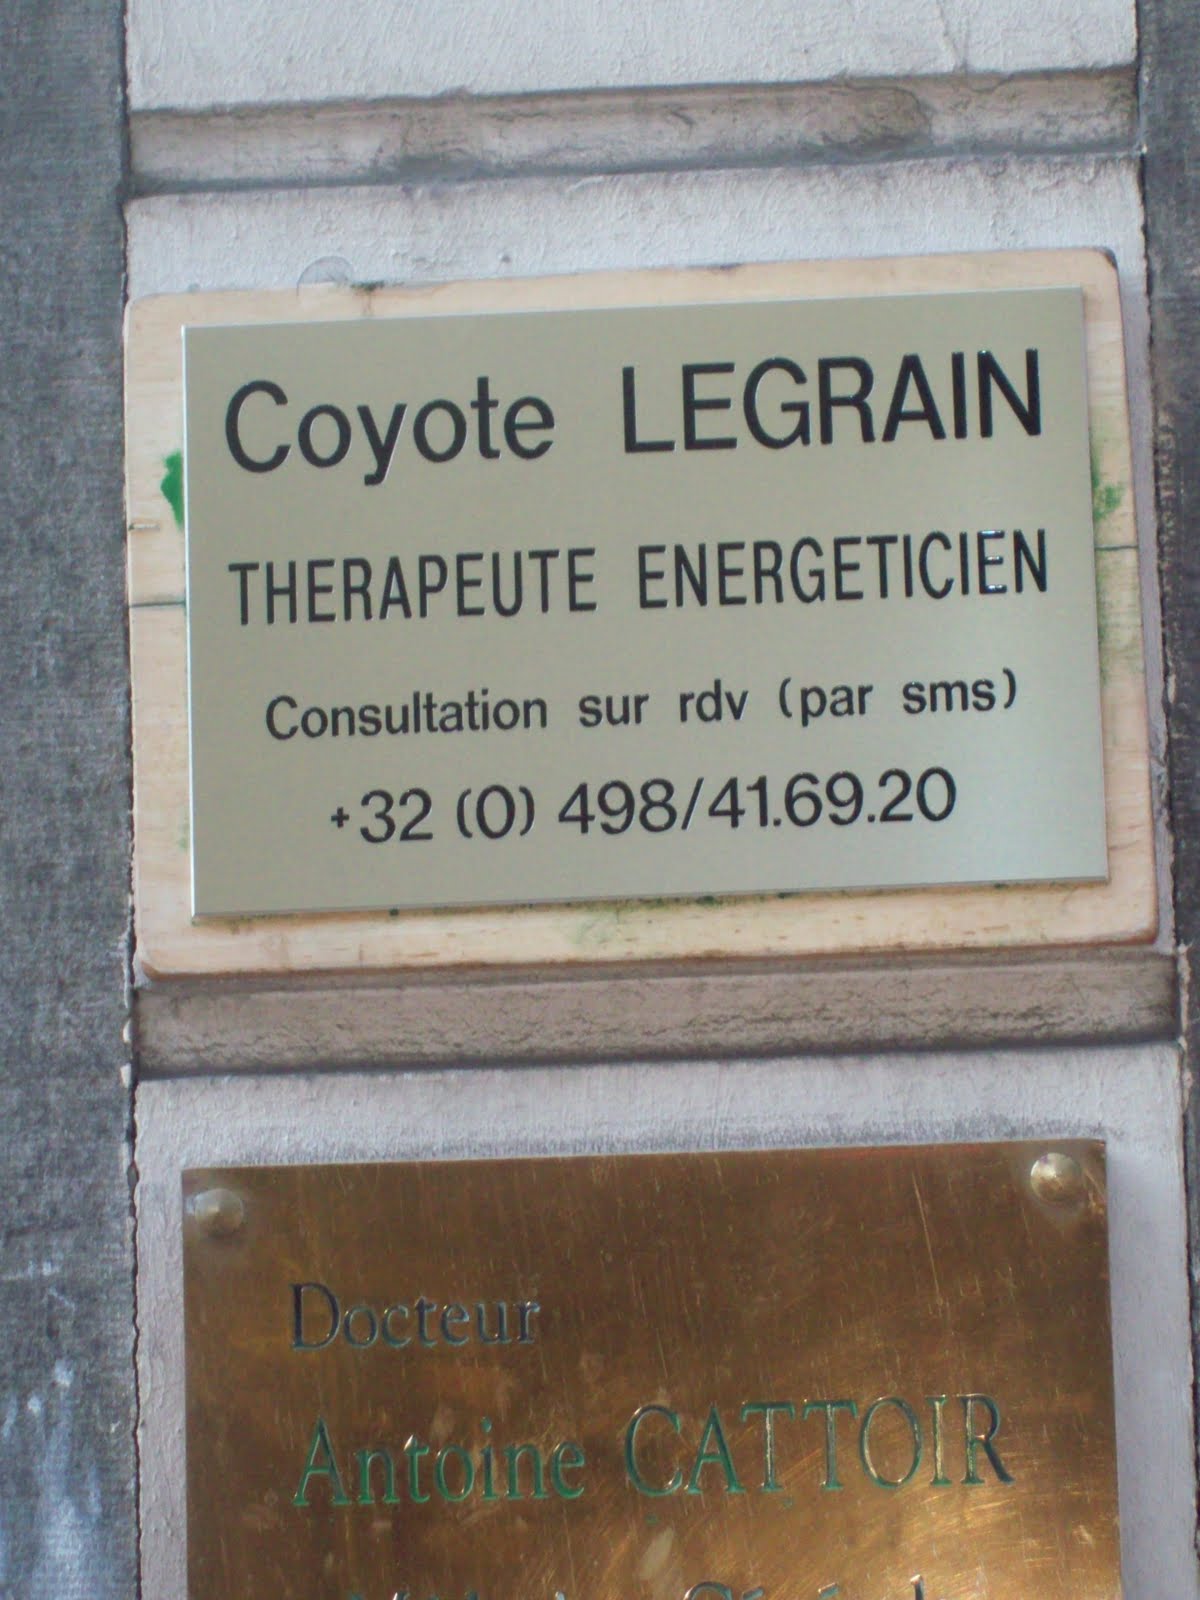 Coyote LEGRAIN
THERAPEUTE ENERGETICIEN
Consultation sur rdv (par sms)
+32 (0) 498/41.69.20
Docteur
Antoine CATTOIR